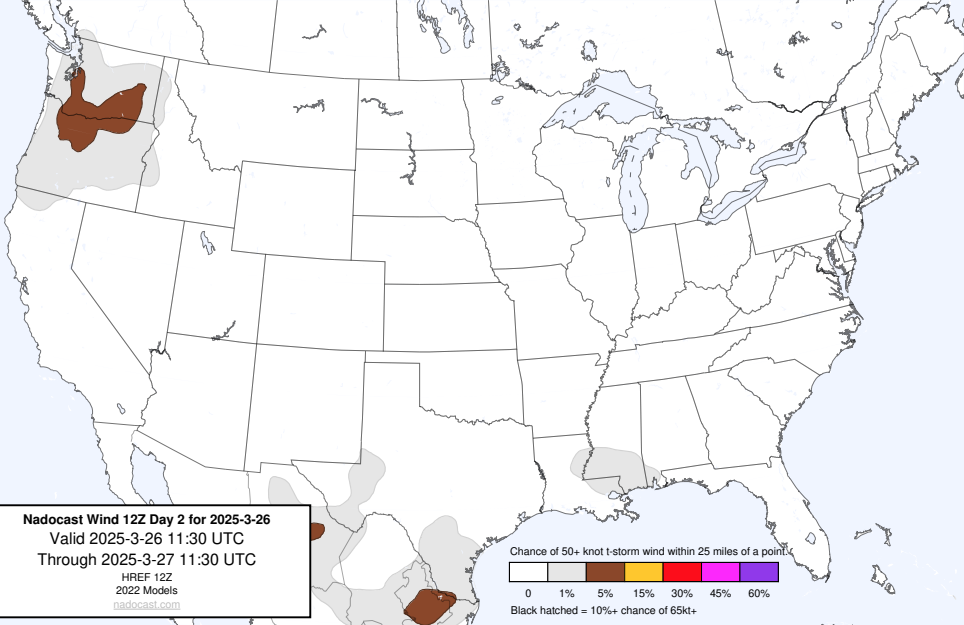 Nadocast Wind 12Z Day 2 for 2025-3-26
Valid 2025-3-26 11:30 UTC
Through 2025-3-27 11:30 UTC
HREF 12Z
2022 Models
nadocast.com
Chance of 50+ knot t-storm wind within 25 miles of a point.
0 1% 5% 15% 30% 45% 60%
Black hatched = 10%+ chance of 65kt+